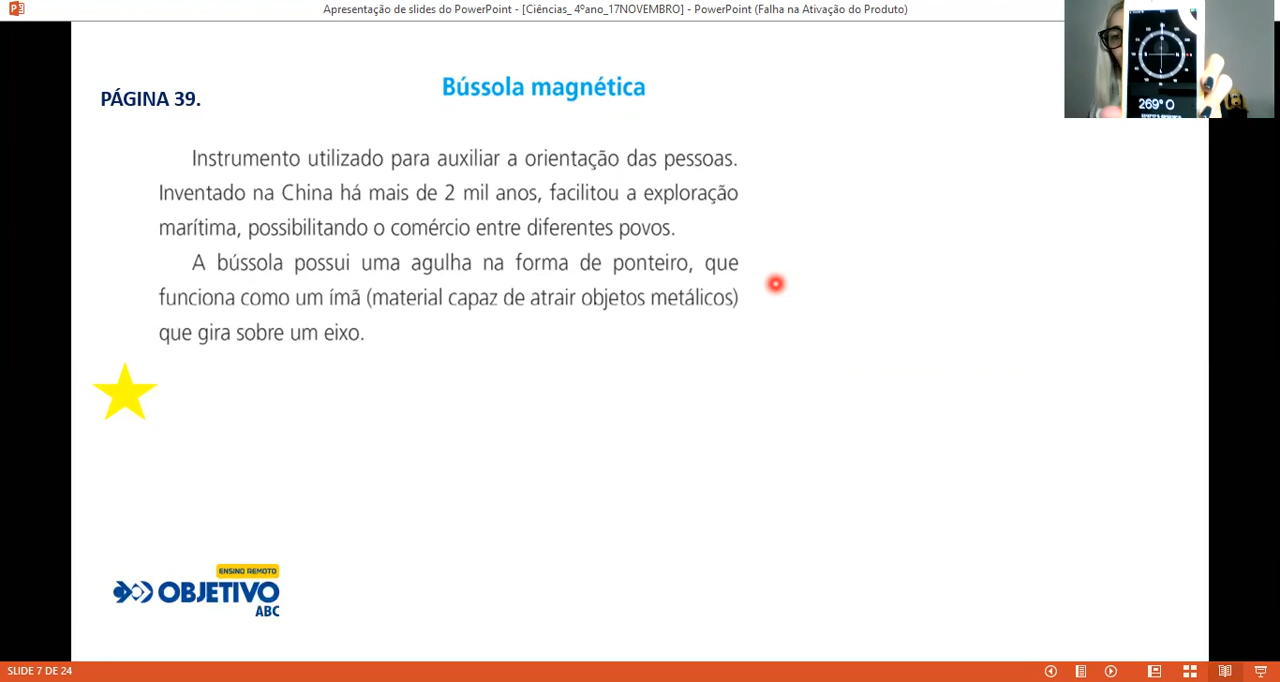 Apresentação de slides do PowerPoint - [Ciências_ 4ºano_17NOVEMBRO] - PowerPoint (Falha na Ativação do Produto)
269° O
PÁGINA 39.
Bússola magnética
Instrumento utilizado para auxiliar a orientação das pessoas.
Inventado na China há mais de 2 mil anos, facilitou a exploração
marítima, possibilitando o comércio entre diferentes povos.
A bússola possui uma agulha na forma de ponteiro, que
funciona como um ímã (material capaz de atrair objetos metálicos)
que gira sobre um eixo.
ENSINO REMOTO
OBJETIVO
ABC
SLIDE 7 DE 24